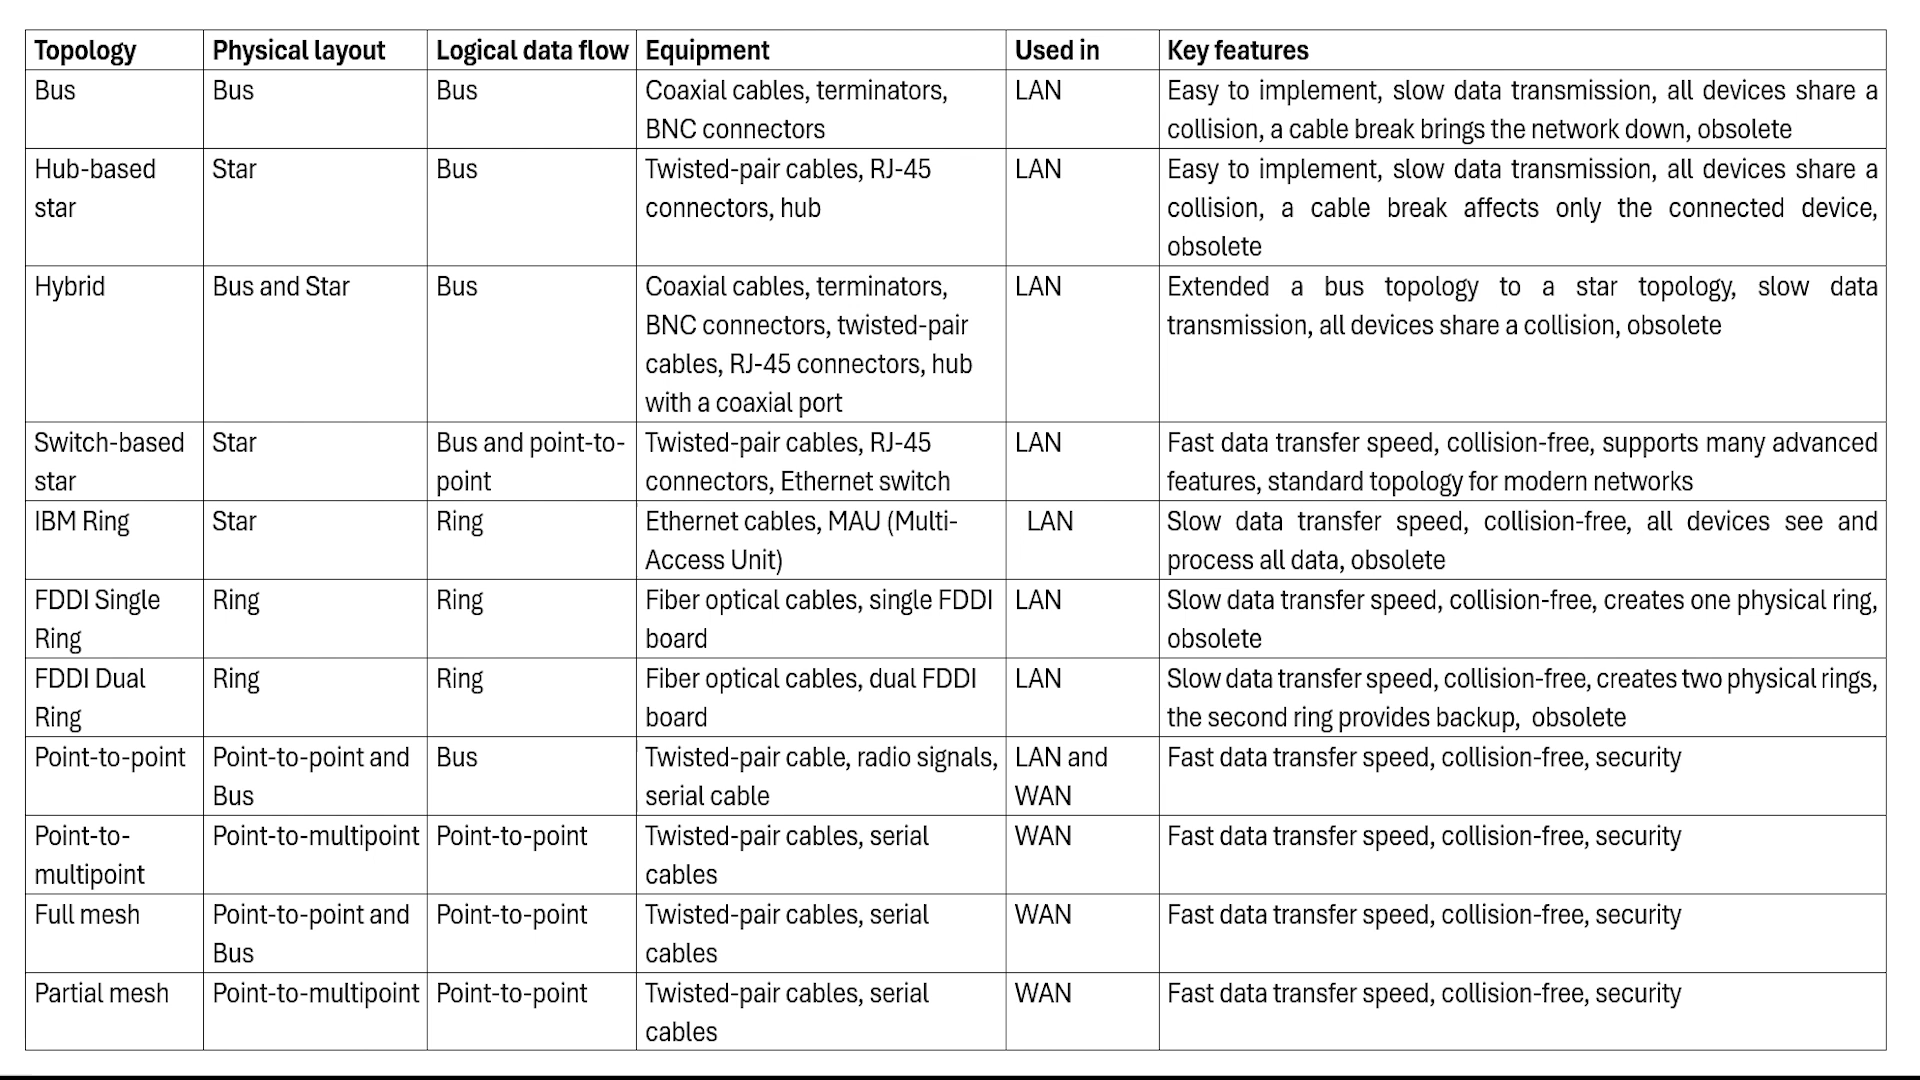 Topology Physical layout Logical data flow Equipment Used in Key features
Bus Bus Bus Coaxial cables, terminators, LAN Easy to implement, slow data transmission, all devices share a
BNC connectors collision, a cable break brings the network down, obsolete
Hub-based Star Bus Twisted-pair cables, RJ-45 LAN Easy to implement, slow data transmission, all devices share a
star connectors, hub collision, a cable break affects only the connected device,
obsolete
Hybrid Bus and Star Bus Coaxial cables, terminators, LAN Extended a bus topology to a star topology, slow data
BNC connectors, twisted-pair transmission, all devices share a collision, obsolete
cables, RJ-45 connectors, hub
with a coaxial port
Switch-based Star Bus and point-to- Twisted-pair cables, RJ-45 LAN Fast data transfer speed, collision-free, supports many advanced
star point connectors, Ethernet switch features, standard topology for modern networks
IBM Ring Star Ring Ethernet cables, MAU (Multi- LAN Slow data transfer speed, collision-free, all devices see and
Access Unit) process all data, obsolete
FDDI Single Ring Ring Fiber optical cables, single FDDI LAN Slow data transfer speed, collision-free, creates one physical ring,
Ring board obsolete
FDDI Dual Ring Ring Fiber optical cables, dual FDDI LAN Slow data transfer speed, collision-free, creates two physical rings,
Ring board the second ring provides backup, obsolete
Point-to-point Point-to-point and Bus Twisted-pair cable, radio signals, LAN and Fast data transfer speed, collision-free, security
Bus serial cable WAN
Point-to- Point-to-multipoint Point-to-point Twisted-pair cables, serial WAN Fast data transfer speed, collision-free, security
multipoint cables
Full mesh Point-to-point and Point-to-point Twisted-pair cables, serial WAN Fast data transfer speed, collision-free, security
Bus cables
Partial mesh Point-to-multipoint Point-to-point Twisted-pair cables, serial WAN Fast data transfer speed, collision-free, security
cables